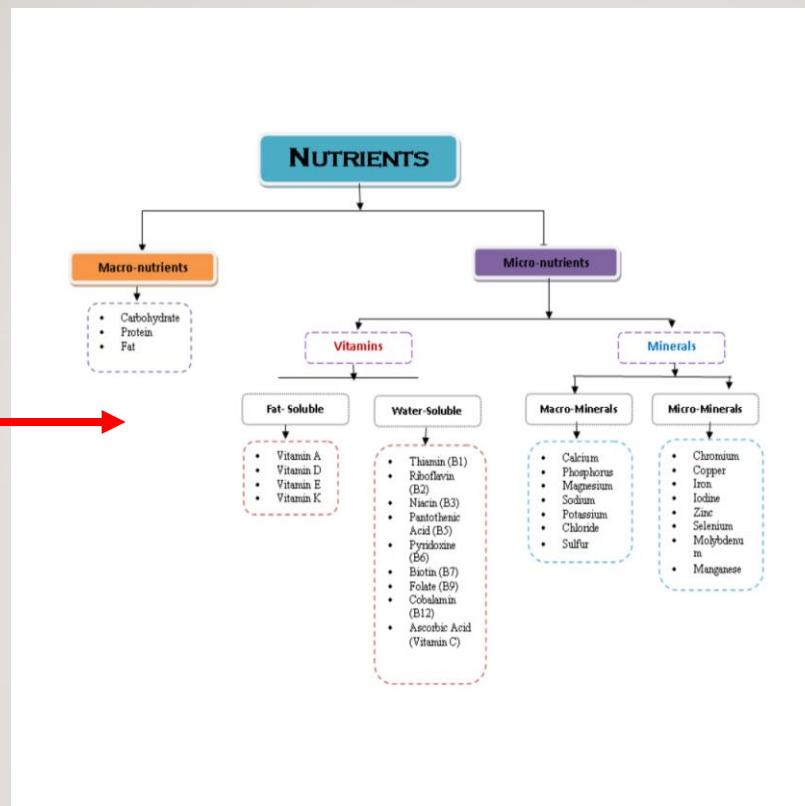 NUTRIENTS
Macro-nutrients
Micro-nutrients
• Carbohydrate
• Protein
• Fat
Vitamins
Minerals
Fat- Soluble
Water-Soluble
Macro-Minerals
Micro-Minerals
• Vitamin A
• Vitamin D
• Vitamin E
• Vitamin K
• Thiamin (B1)
• Riboflavin
(B2)
• Niacin (B3)
• Pantothenic
Acid (B5)
• Pyridoxine
(B6)
• Biotin (B7)
• Folate (B9)
• Cobalamin
(B12)
• Ascorbic Acid
(Vitamin C)
• Calcium
• Phosphorus
• Magnesium
• Sodium
• Potassium
• Chloride
• Sulfur
• Chromium
• Copper
• Iron
• Iodine
• Zinc
• Selenium
• Molybdenu
m
• Manganese